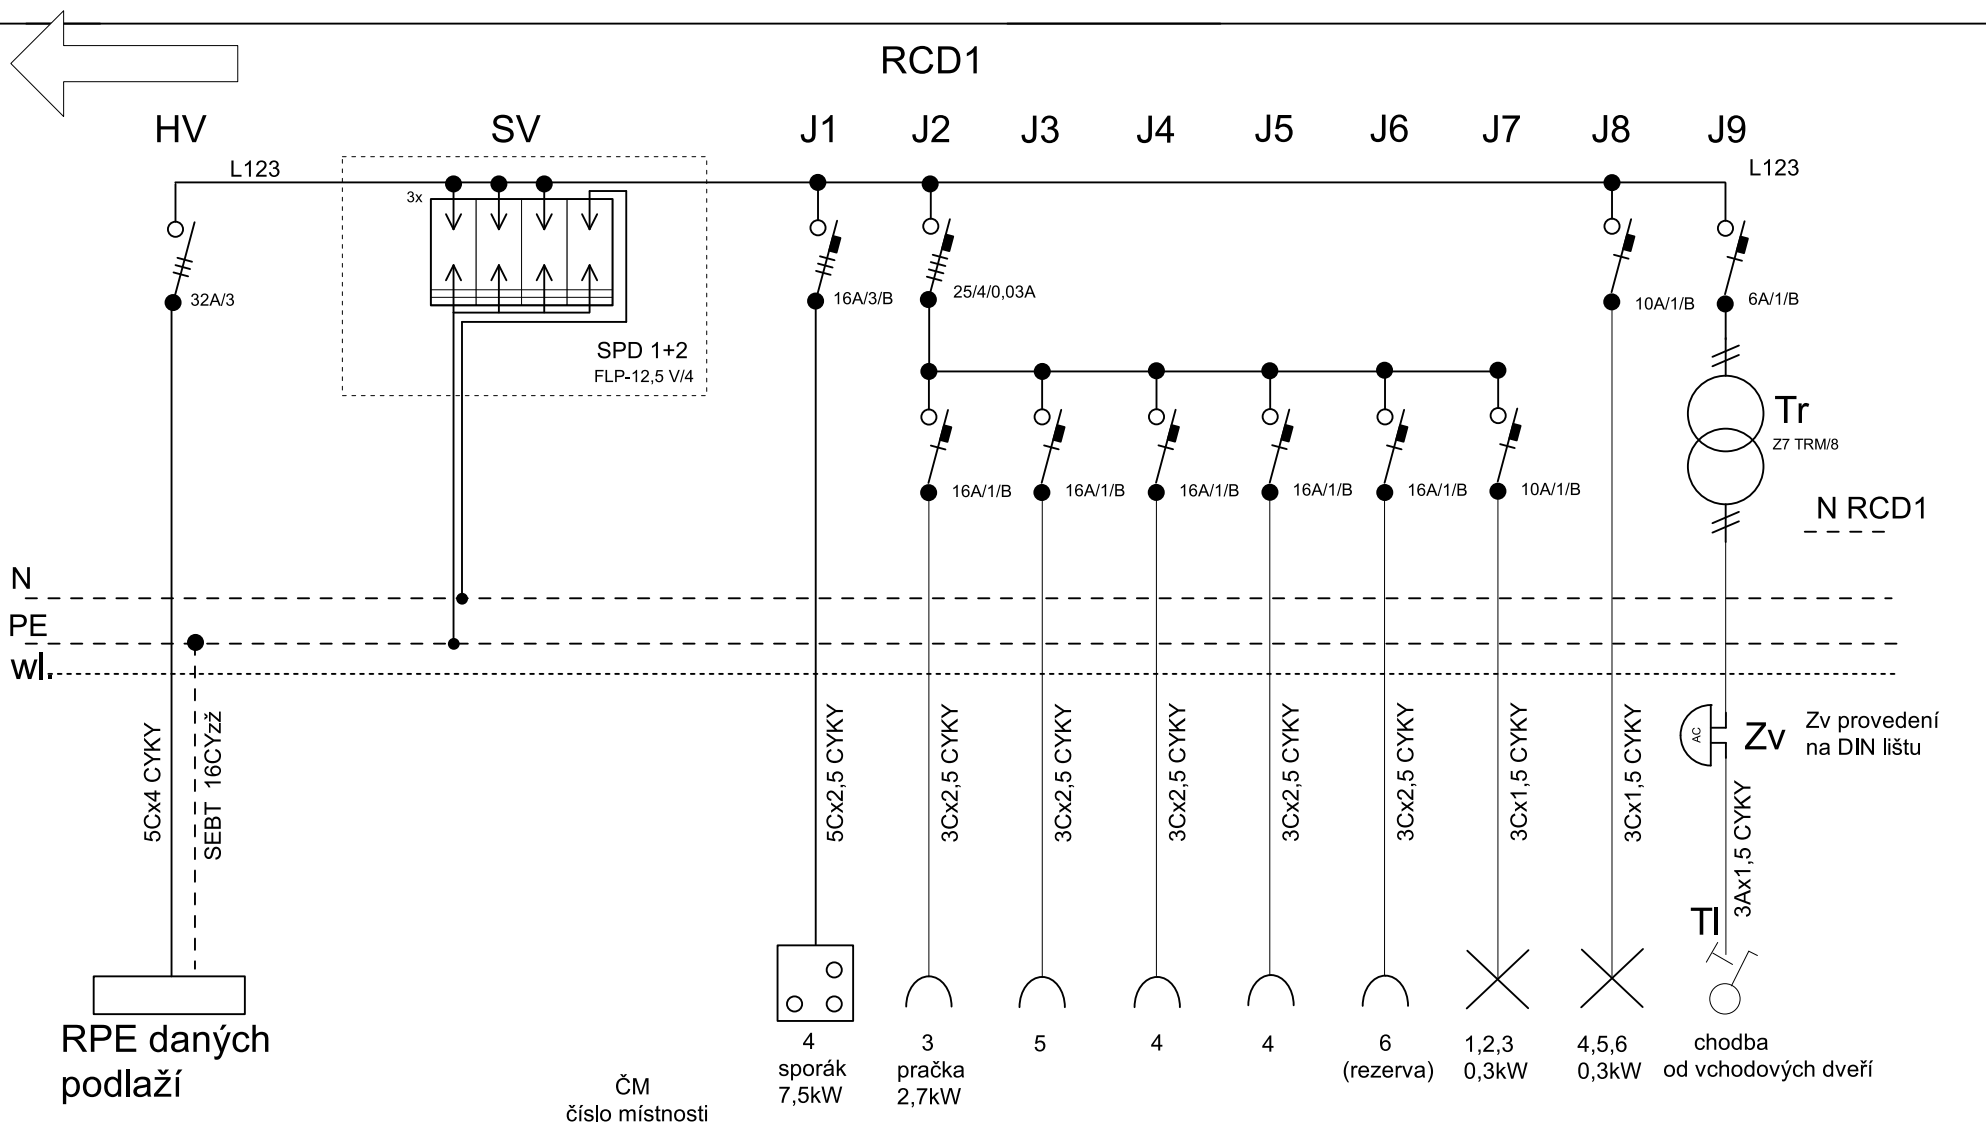 RCD1
HV
SV
J1
J2
J3
J4
J5
J6
J7
J8
J9
L123
L123
3x
32A/3
16A/3/B
25/4/0,03A
10A/1/B
6A/1/B
SPD 1+2
FLP-12,5 V/4
Tr
Z7 TRM/8
16A/1/B
16A/1/B
16A/1/B
16A/1/B
16A/1/B
10A/1/B
N RCD1
N
PE
wl.
5Cx4 CYKY
SEBT 16CYzž
5Cx2,5 CYKY
3Cx2,5 CYKY
3Cx2,5 CYKY
3Cx2,5 CYKY
3Cx2,5 CYKY
3Cx2,5 CYKY
3Cx1,5 CYKY
3Cx1,5 CYKY
AC
Zv
Zv provedení
na DIN lištu
3Ax1,5 CYKY
Tl
RPE daných
podlaží
ČM
číslo místnosti
4
sporák
7,5kW
3
pračka
2,7kW
5
4
4
6
(rezerva)
1,2,3
0,3kW
4,5,6
0,3kW
chodba
od vchodových dveří